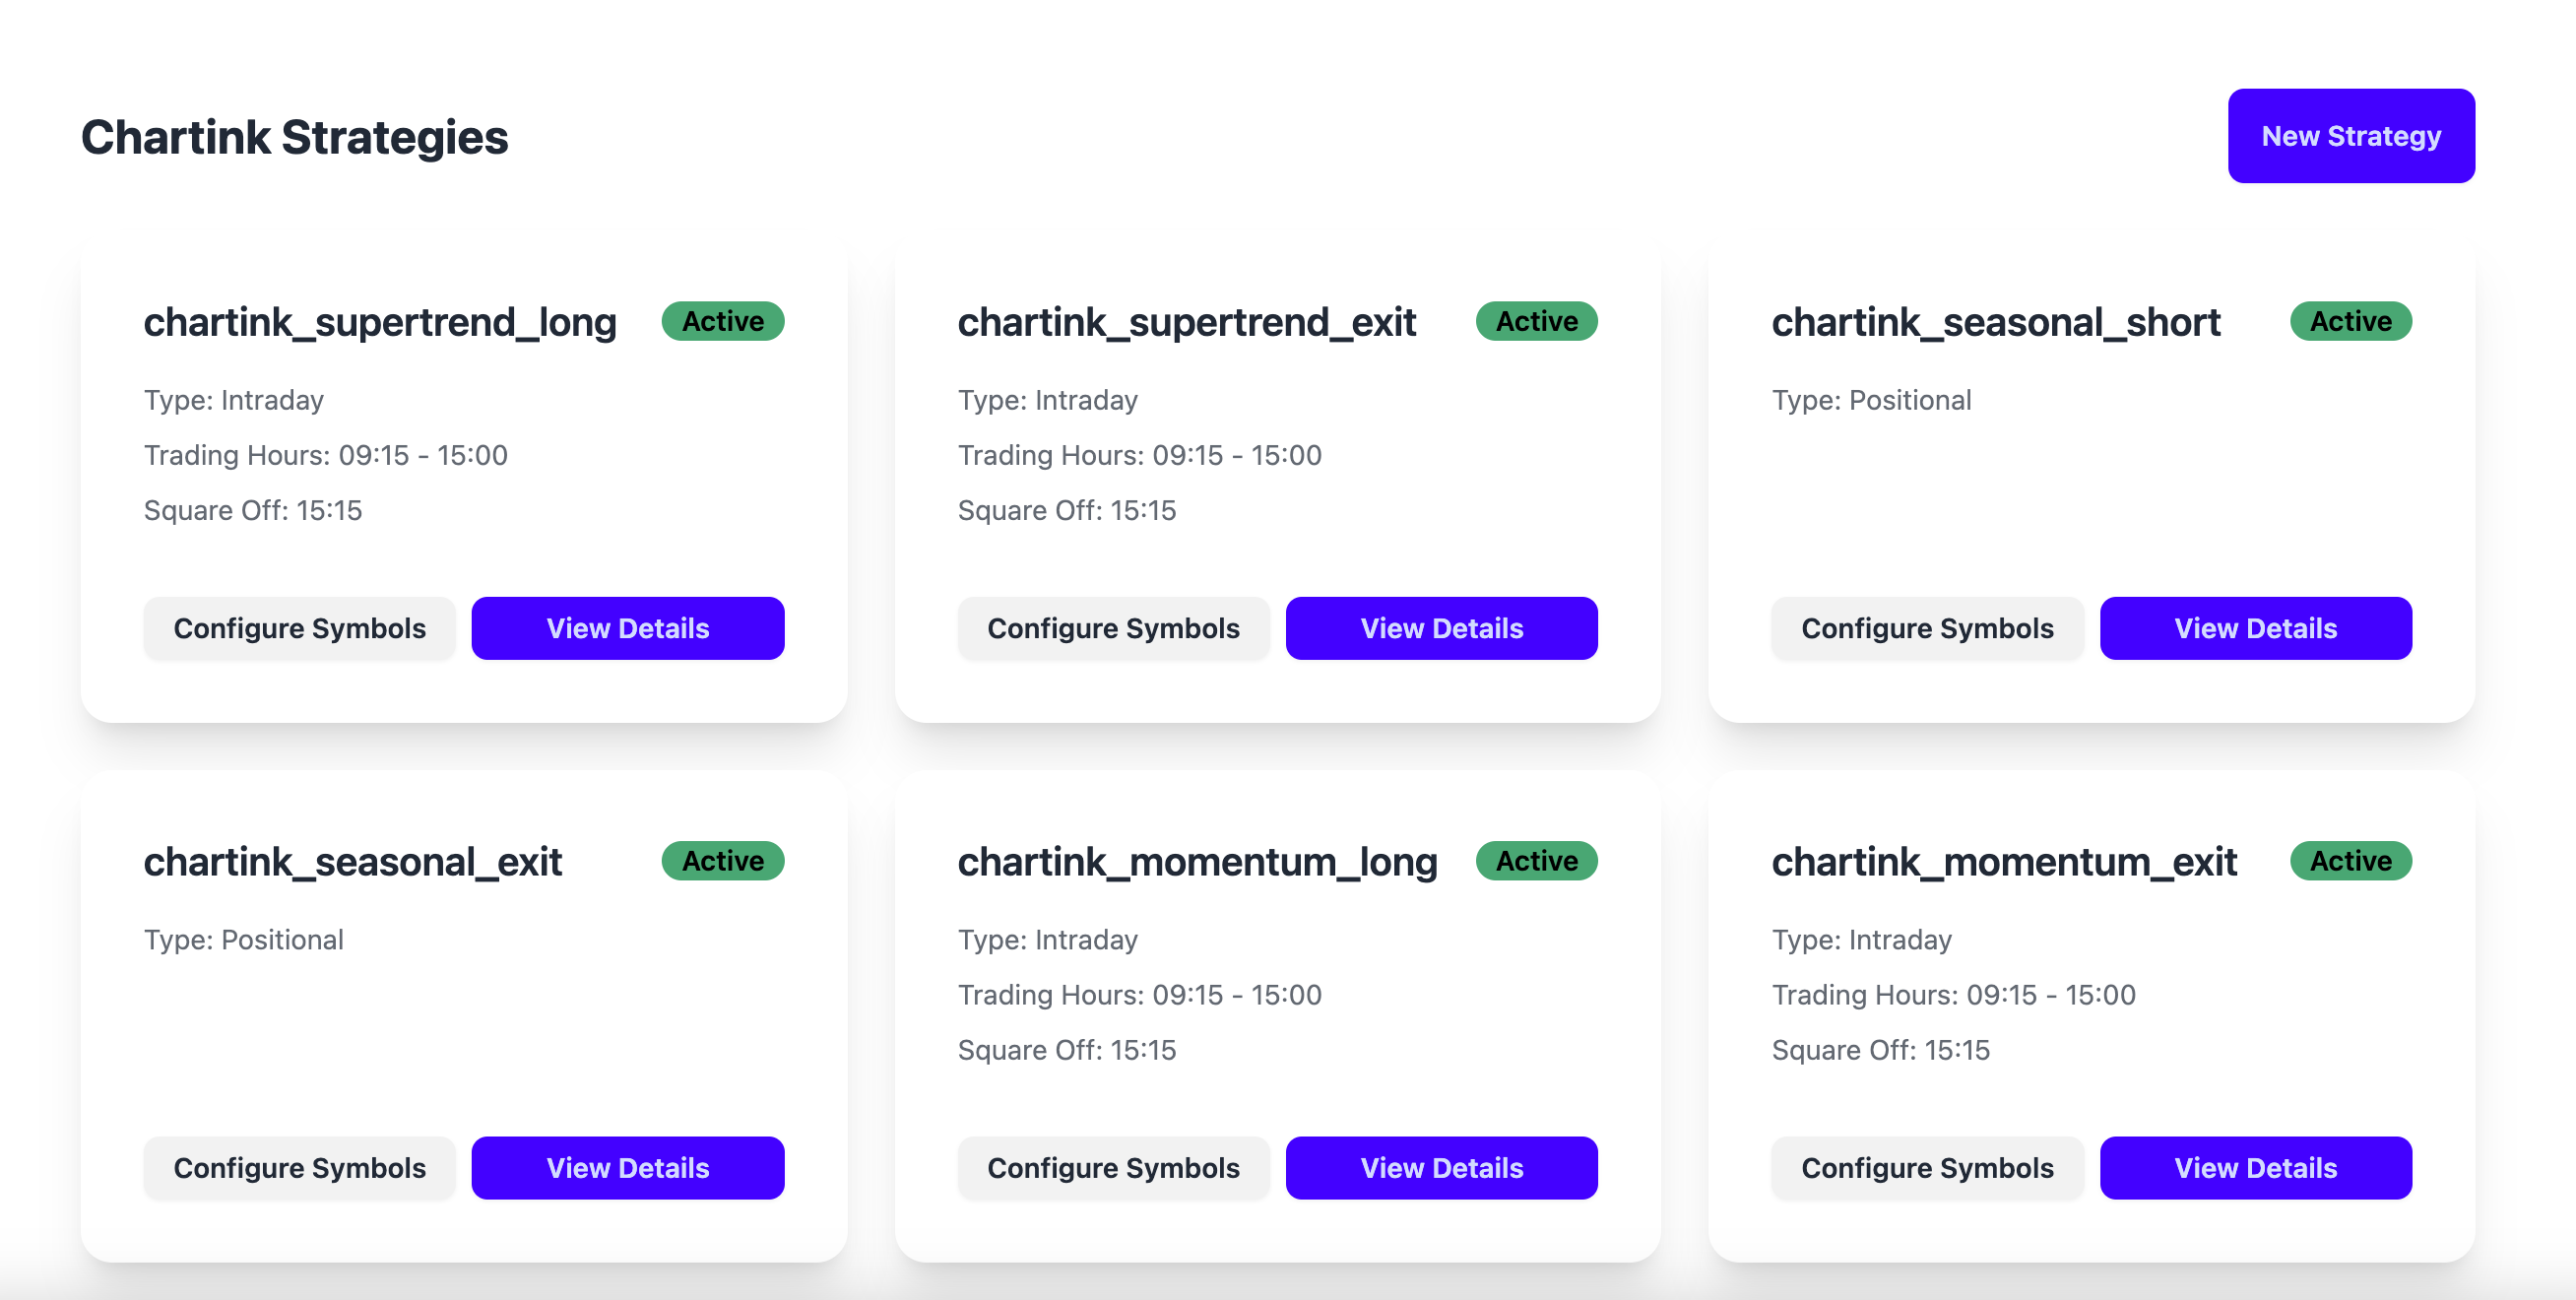 Chartink Strategies
New Strategy
chartink_supertrend_long
Active
Type: Intraday
Trading Hours: 09:15 - 15:00
Square Off: 15:15
Configure Symbols
View Details
chartink_supertrend_exit
Active
Type: Intraday
Trading Hours: 09:15 - 15:00
Square Off: 15:15
Configure Symbols
View Details
chartink_seasonal_short
Active
Type: Positional
Configure Symbols
View Details
chartink_seasonal_exit
Active
Type: Positional
Configure Symbols
View Details
chartink_momentum_long
Active
Type: Intraday
Trading Hours: 09:15 - 15:00
Square Off: 15:15
Configure Symbols
View Details
chartink_momentum_exit
Active
Type: Intraday
Trading Hours: 09:15 - 15:00
Square Off: 15:15
Configure Symbols
View Details